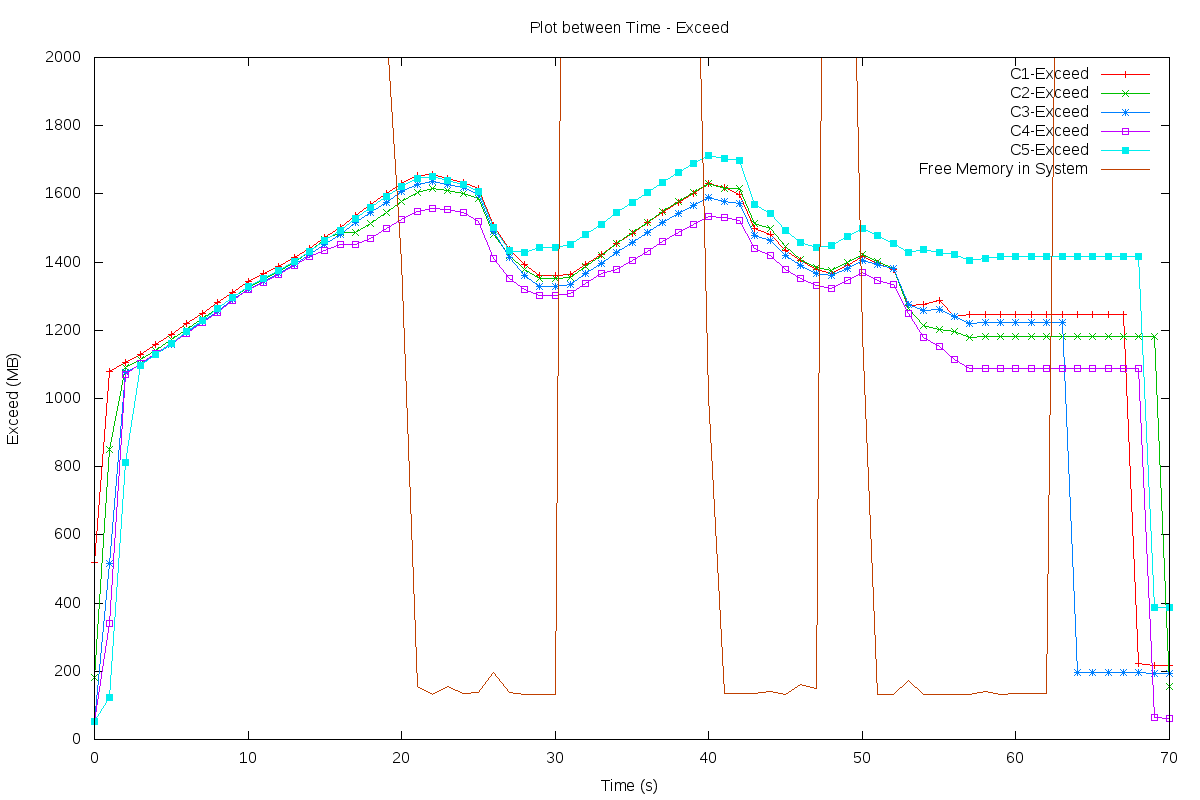 Plot between Time - Exceed
2000
1800
1600
1400
1200
1000
800
600
400
200
0
Exceed (MB)
C1-Exceed
C2-Exceed
C3-Exceed
C4-Exceed
C5-Exceed
Free Memory in System
0 10 20 30 40 50 60 70
Time (s)